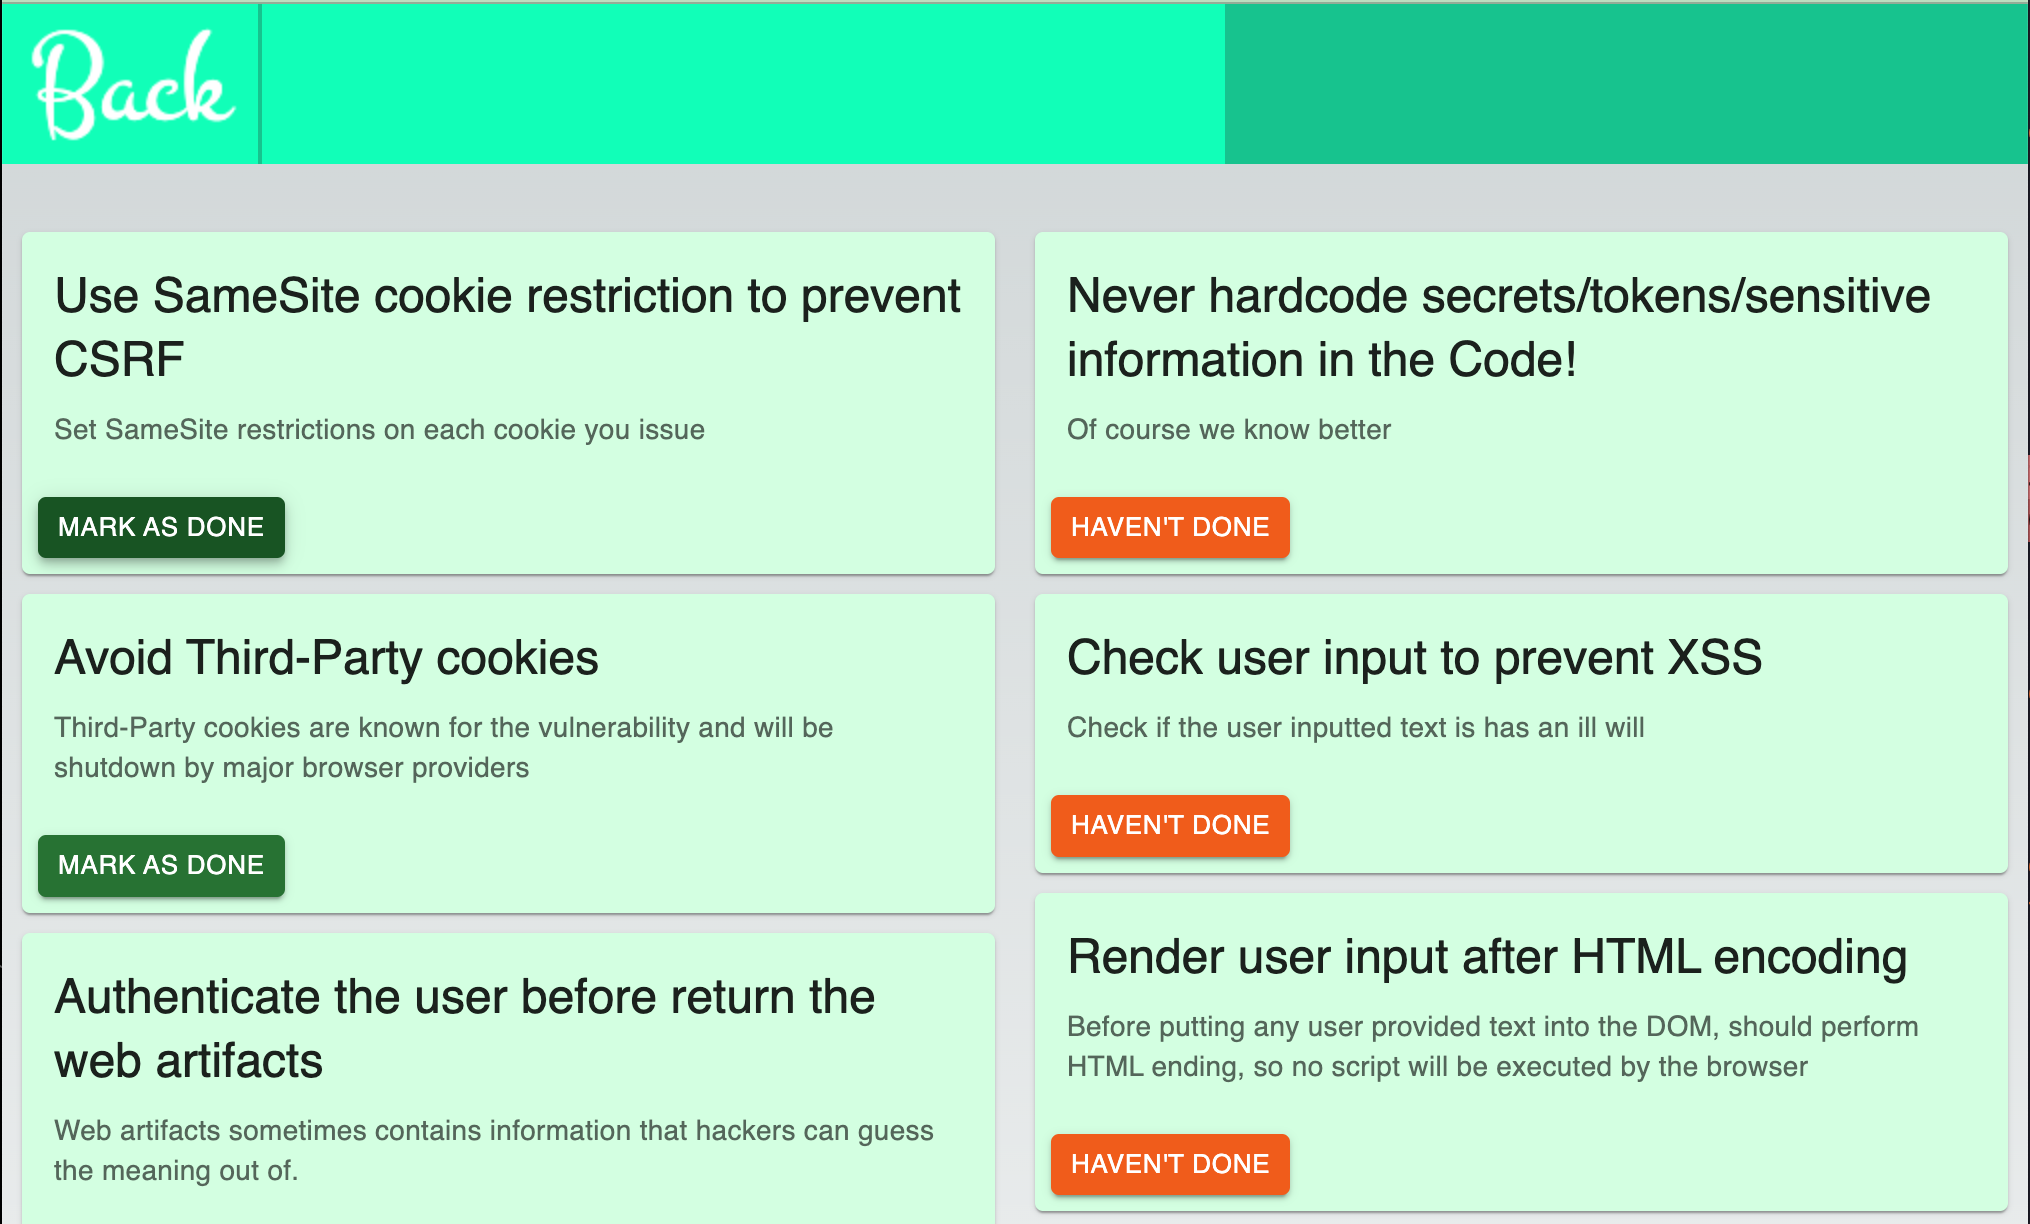 Back
Use SameSite cookie restriction to prevent
CSRF
Set SameSite restrictions on each cookie you issue
MARK AS DONE
Avoid Third-Party cookies
Third-Party cookies are known for the vulnerability and will be
shutdown by major browser providers
MARK AS DONE
Authenticate the user before return the
web artifacts
Web artifacts sometimes contains information that hackers can guess
the meaning out of.
Never hardcode secrets/tokens/sensitive
information in the Code!
Of course we know better
HAVEN'T DONE
Check user input to prevent XSS
Check if the user inputted text is has an ill will
HAVEN'T DONE
Render user input after HTML encoding
Before putting any user provided text into the DOM, should perform
HTML ending, so no script will be executed by the browser
HAVEN'T DONE